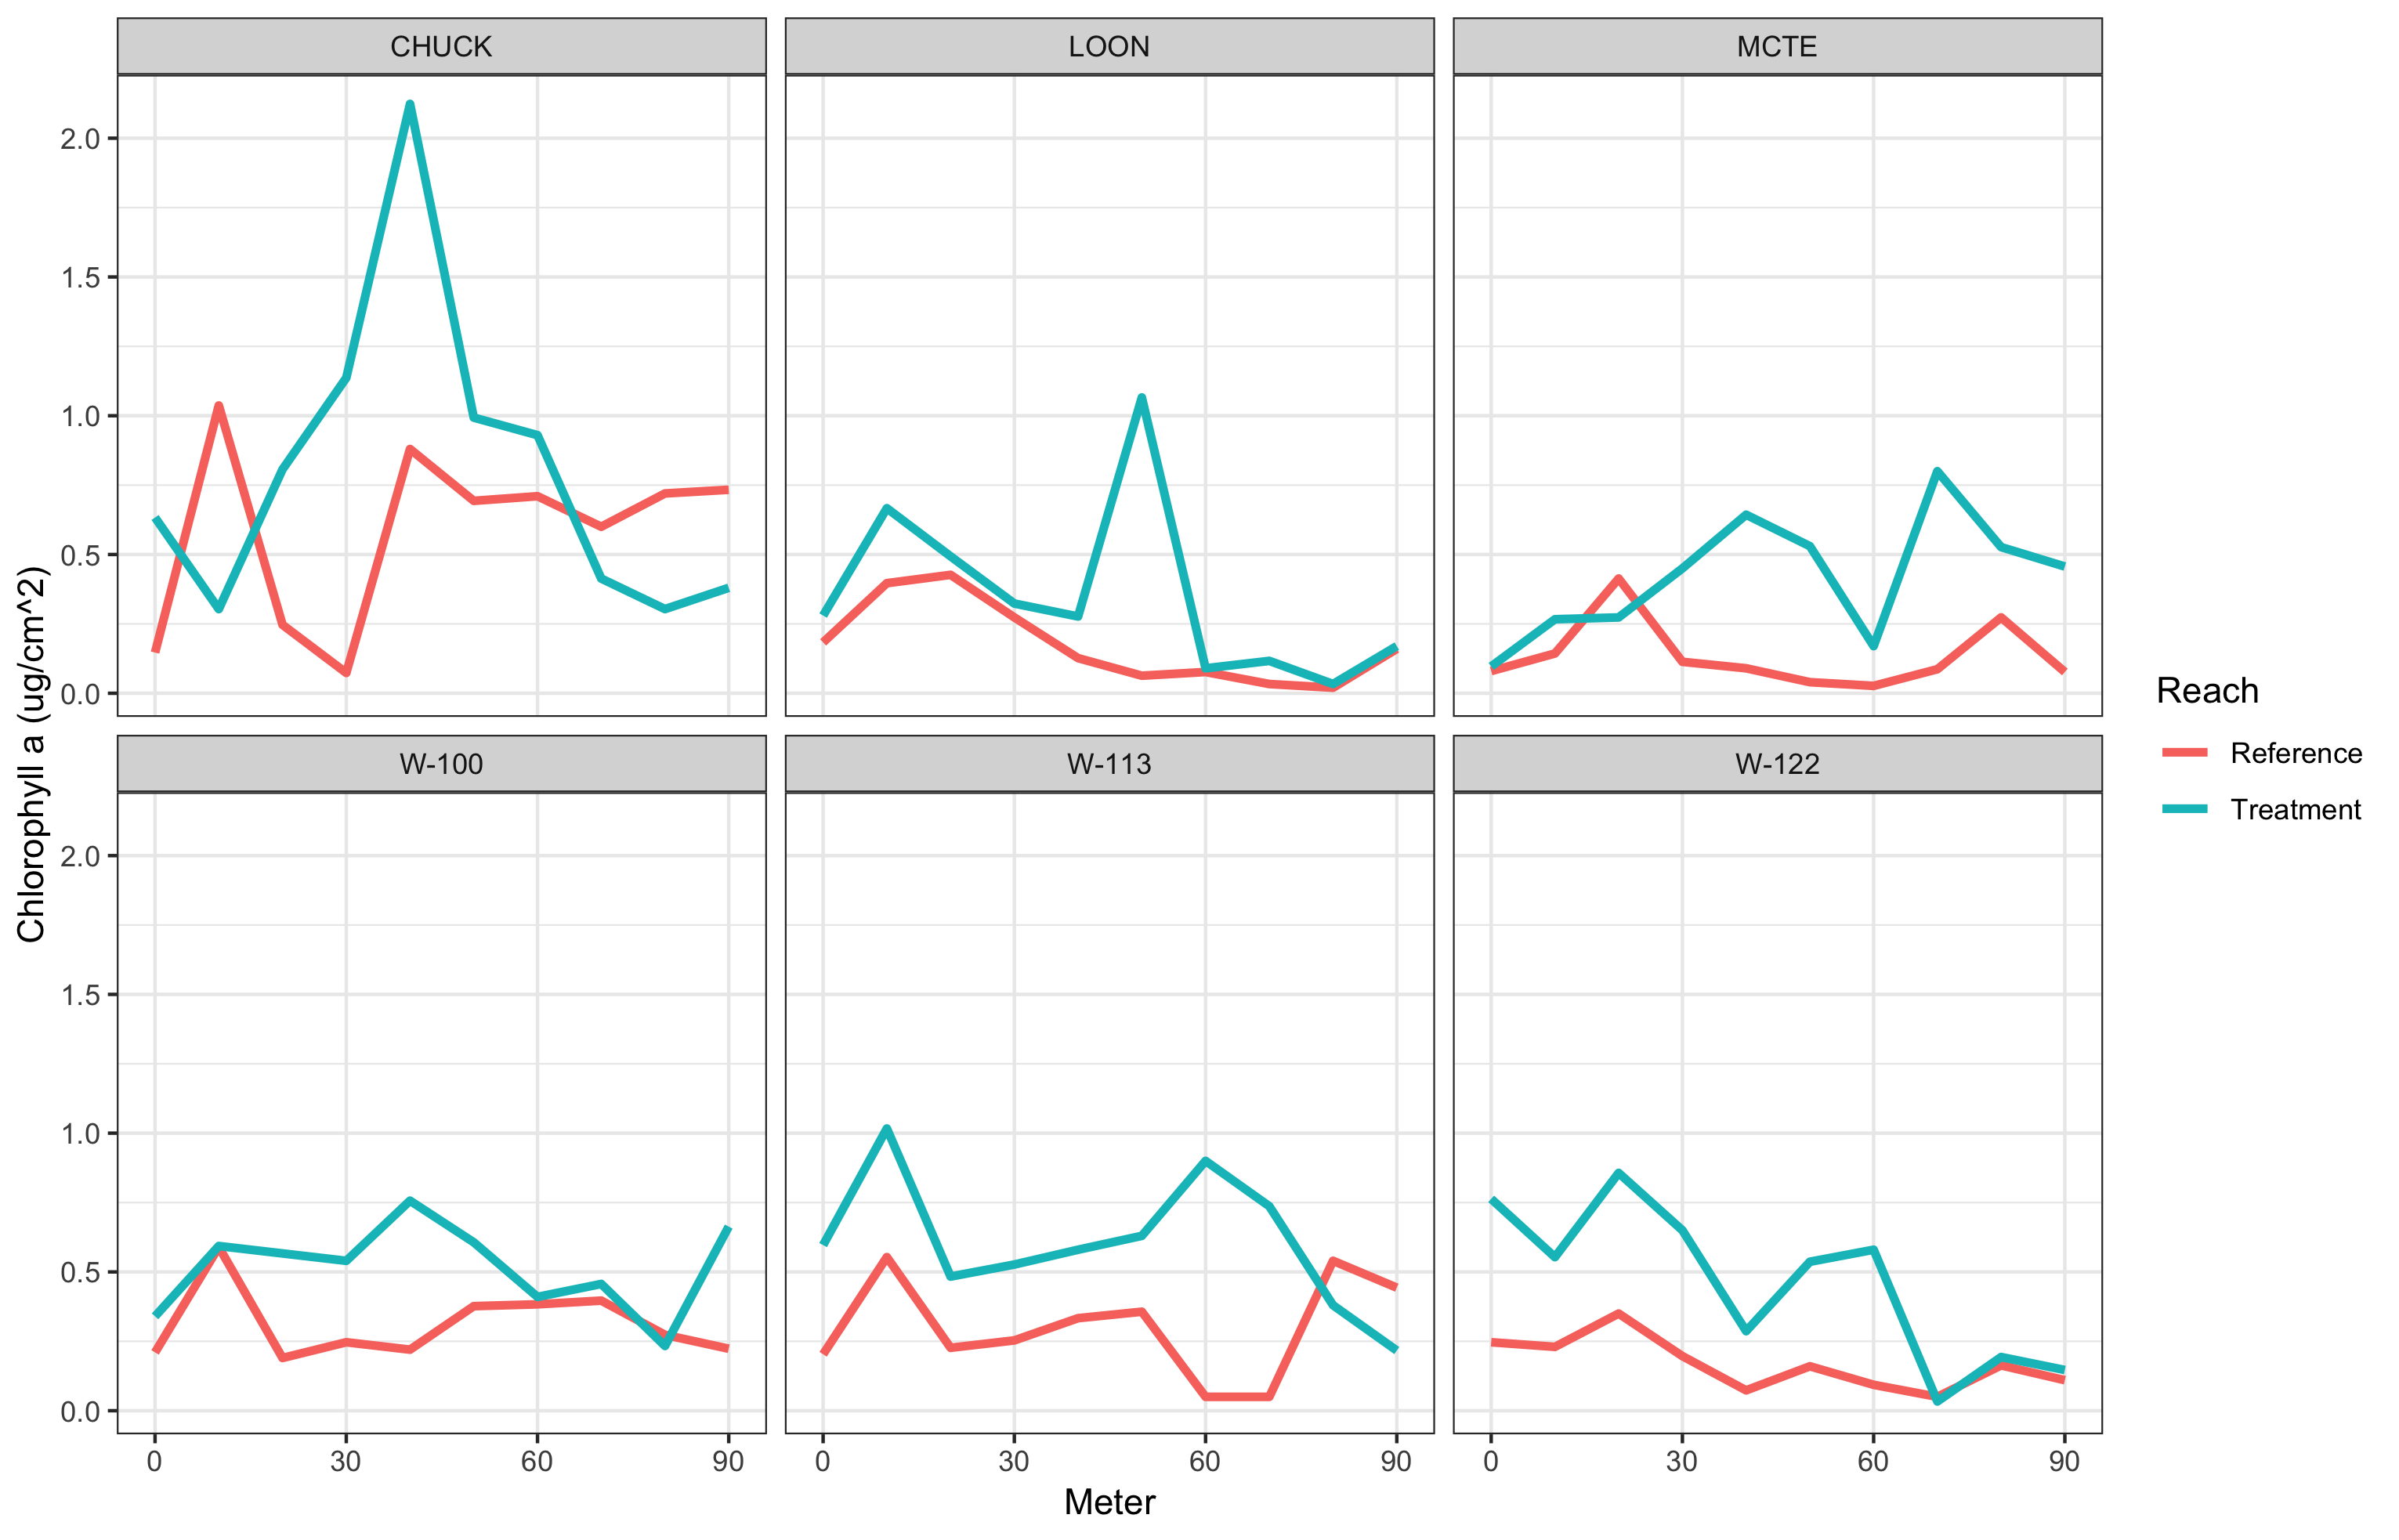 CHUCK
LOON
MCTE
2.0
1.5
1.0
0.5
0.0
W-100
W-113
W-122
2.0
1.5
1.0
0.5
0.0
0 30 60 90
0 30 60 90
0 30 60 90
Meter
Chlorophyll a (ug/cm^2)
Reach
Reference
Treatment